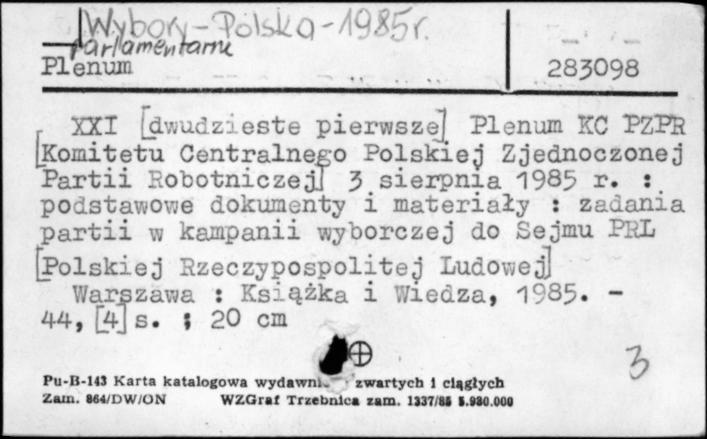 Wybory - Polska - 1985 r.
parlamentarne
Plenum
283098
XXI [dwudzieste pierwsze] Plenum KC PZPR
[Komitetu Centralnego Polskiej Zjednoczonej
Partii Robotniczej] 3 sierpnia 1985 r. :
podstawowe dokumenty i materiały : zadania
partii w kampanii wyborczej do Sejmu PRL
[Polskiej Rzeczypospolitej Ludowej]
Warszawa : Książka i Wiedza, 1985. -
44, [4] s. ; 20 cm
3
Pu-B-143 Karta katalogowa zwartych i ciągłych
Zam. 864/DW/ON WZGraf Trzebnica zam. 1337/85 5.980.000